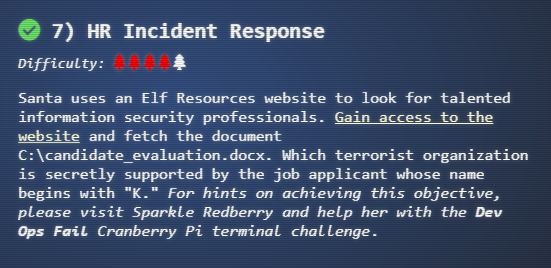 7) HR Incident Response
Difficulty:
Santa uses an Elf Resources website to look for talented
information security professionals. Gain access to the
website and fetch the document
C:\candidate_evaluation.docx. Which terrorist organization
is secretly supported by the job applicant whose name
begins with "K." For hints on achieving this objective,
please visit Sparkle Redberry and help her with the Dev
Ops Fail Cranberry Pi terminal challenge.